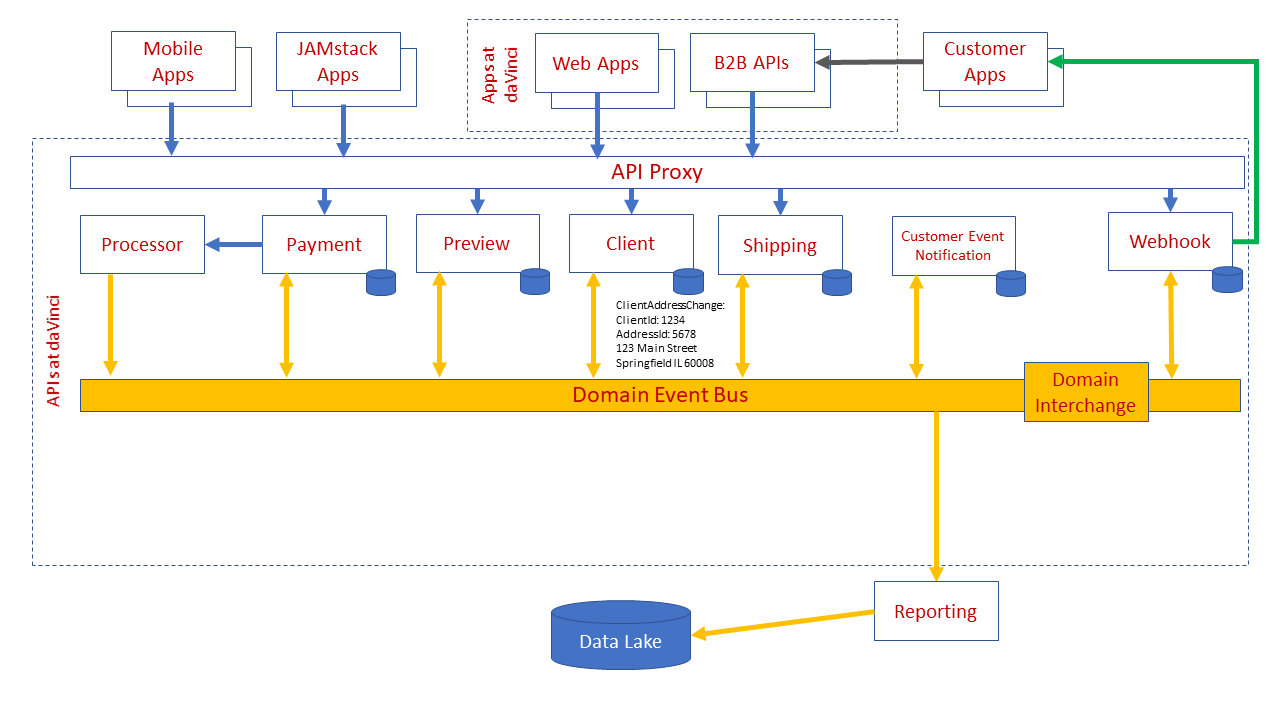 Mobile
Apps
JAMstack
Apps
Apps at
daVinci
Web Apps
B2B APIs
Customer
Apps
API Proxy
Processor
Payment
Preview
Client
Shipping
Customer Event
Notification
Webhook
APIs at daVinci
ClientAddressChange:
ClientId: 1234
AddressId: 5678
123 Main Street
Springfield IL 60008
Domain Event Bus
Domain
Interchange
Reporting
Data Lake